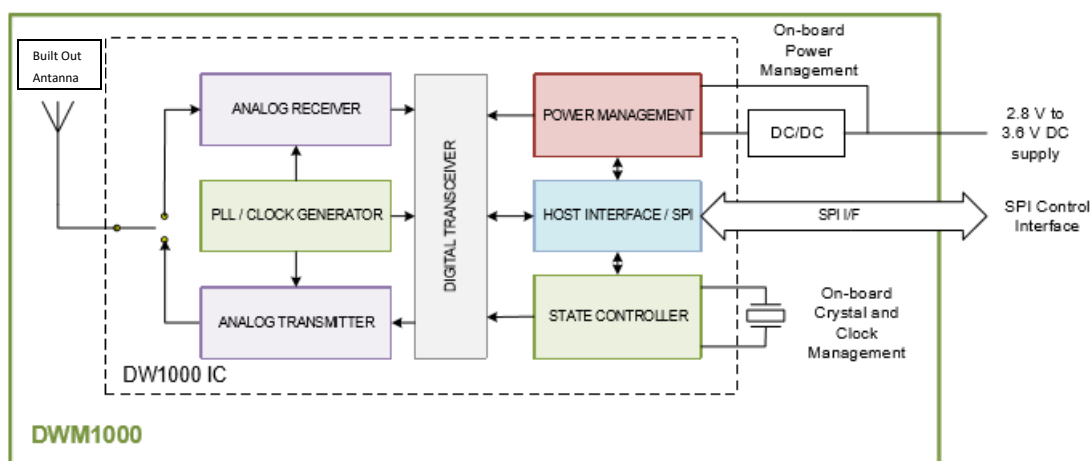 Built Out
Antanna
On-board
Power
Management
ANALOG RECEIVER
POWER MANAGEMENT
DC/DC
2.8 V to
3.6 V DC
supply
DIGITAL TRANSCEIVER
PLL / CLOCK GENERATOR
HOST INTERFACE / SPI
SPI I/F
SPI Control
Interface
ANALOG TRANSMITTER
STATE CONTROLLER
On-board
Crystal and
Clock
Management
DW1000 IC
DWM1000